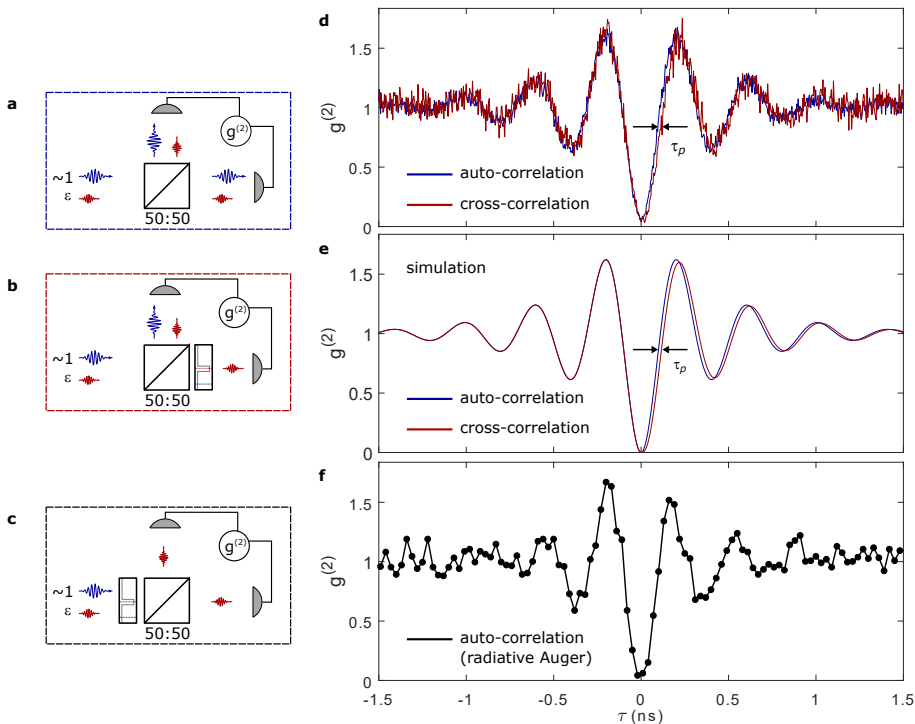 a
g(2)
~1
ε
50:50
b
g(2)
~1
ε
50:50
c
g(2)
~1
ε
50:50
d
g(2)
1.5
1
0.5
0
τp
auto-correlation
cross-correlation
e
simulation
g(2)
1.5
1
0.5
0
τp
auto-correlation
cross-correlation
f
g(2)
1.5
1
0.5
0
auto-correlation
(radiative Auger)
-1.5 -1 -0.5 0 0.5 1 1.5
τ (ns)